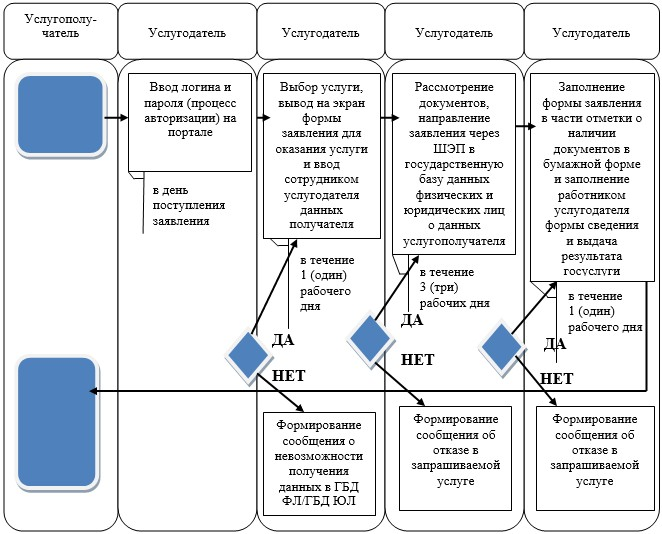 Услугополу-
чатель
Услугодатель
Услугодатель
Услугодатель
Услугодатель
Ввод логина и
пароля (процесс
авторизации) на
портале
в день
поступления
заявления
Выбор услуги,
вывод на экран
формы
заявления для
оказания услуги
и ввод
сотрудником
услугодателя
данных
получателя
в течение
1 (один)
рабочего
дня
ДА
НЕТ
Формирование
сообщения о
невозможности
получения
данных в ГБД
ФЛ/ГБД ЮЛ
Рассмотрение
документов,
направление
заявления через
ШЭП в
государственную
базу данных
физических и
юридических лиц
о данных
услугополучателя
в течение
3 (три)
рабочих дня
ДА
НЕТ
Формирование
сообщения об
отказе в
запрашиваемой
услуге
Заполнение
формы заявления
в части отметки о
наличии
документов в
бумажной форме
и заполнение
работником
услугодателя
формы сведения
и выдача
результата
госуслуги
в течение
1 (один)
рабочего дня
ДА
НЕТ
Формирование
сообщения об
отказе в
запрашиваемой
услуге